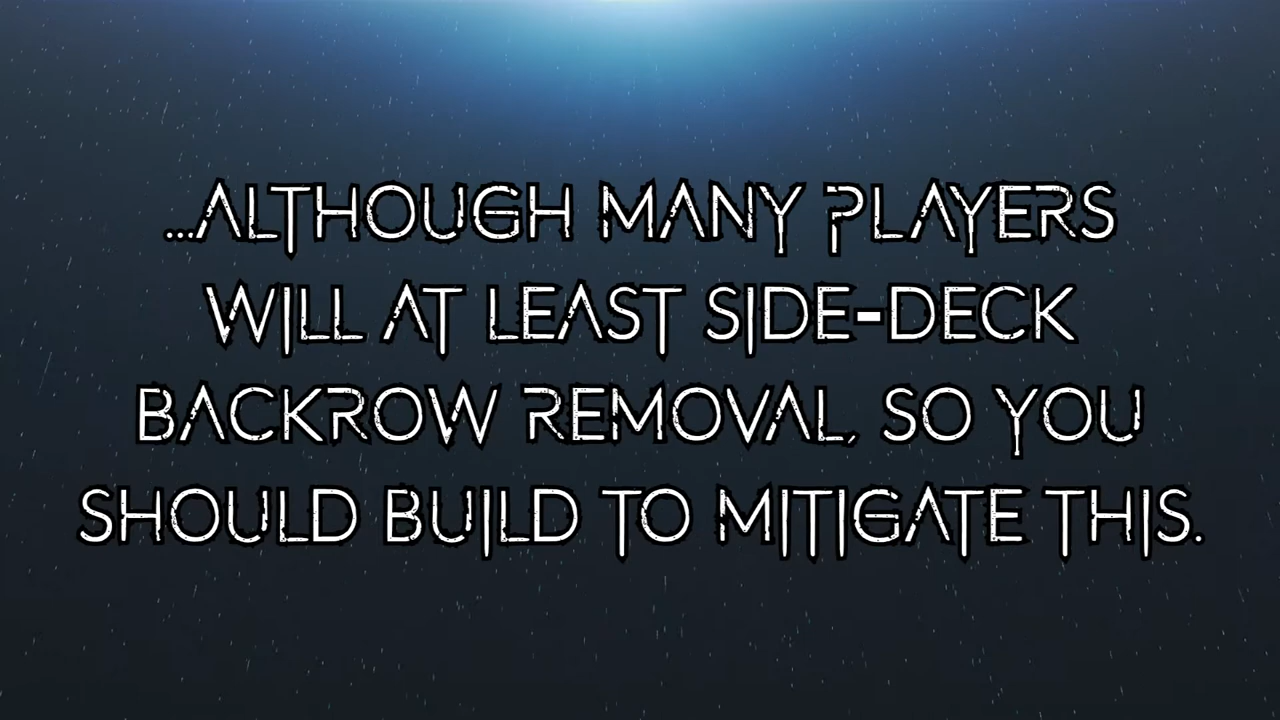 ...ALTHOUGH MANY PLAYERS
WILL AT LEAST SIDE-DECK
BACKROW REMOVAL, SO YOU
SHOULD BUILD TO MITIGATE THIS.